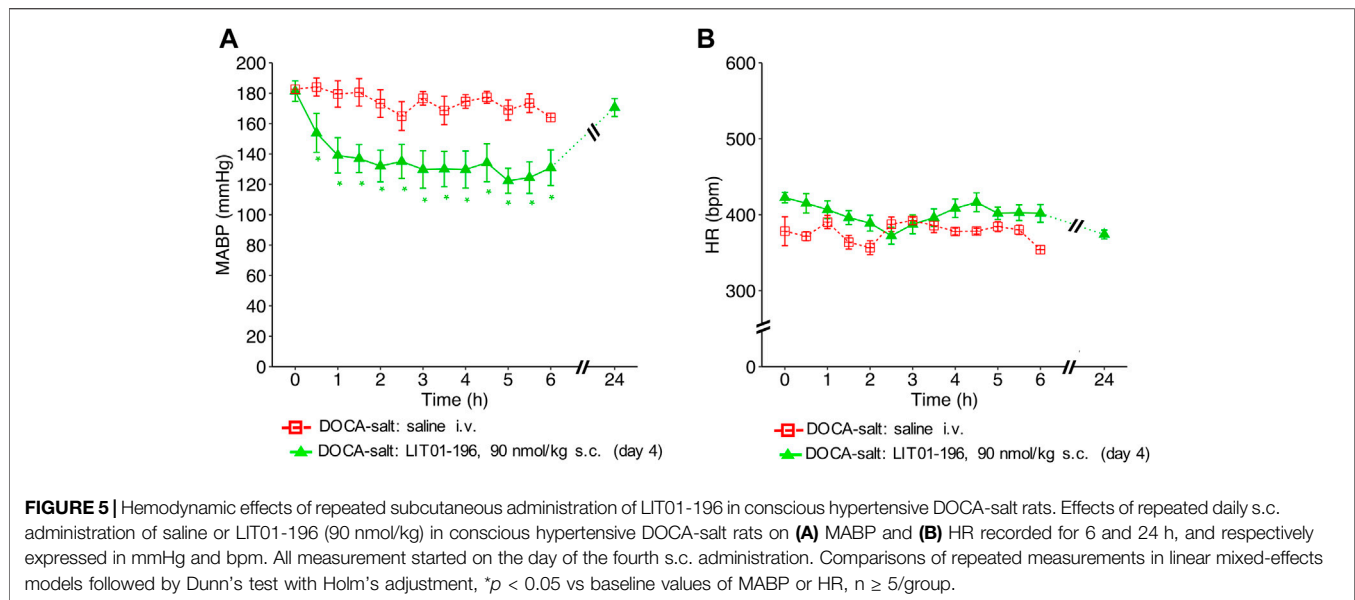 A
200
180
160
140
120
100
80
60
40
20
0
MABP (mmHg)
* * * * * * * * * * * *
0 1 2 3 4 5 6 24
Time (h)
DOCA-salt: saline i.v.
DOCA-salt: LIT01-196, 90 nmol/kg s.c. (day 4)
B
600
500
400
300
0
HR (bpm)
0 1 2 3 4 5 6 24
Time (h)
DOCA-salt: saline i.v.
DOCA-salt: LIT01-196, 90 nmol/kg s.c. (day 4)
FIGURE 5 | Hemodynamic effects of repeated subcutaneous administration of LIT01-196 in conscious hypertensive DOCA-salt rats. Effects of repeated daily s.c.
administration of saline or LIT01-196 (90 nmol/kg) in conscious hypertensive DOCA-salt rats on (A) MABP and (B) HR recorded for 6 and 24 h, and respectively
expressed in mmHg and bpm. All measurement started on the day of the fourth s.c. administration. Comparisons of repeated measurements in linear mixed-effects
models followed by Dunn's test with Holm's adjustment, *p < 0.05 vs baseline values of MABP or HR, n ≥ 5/group.